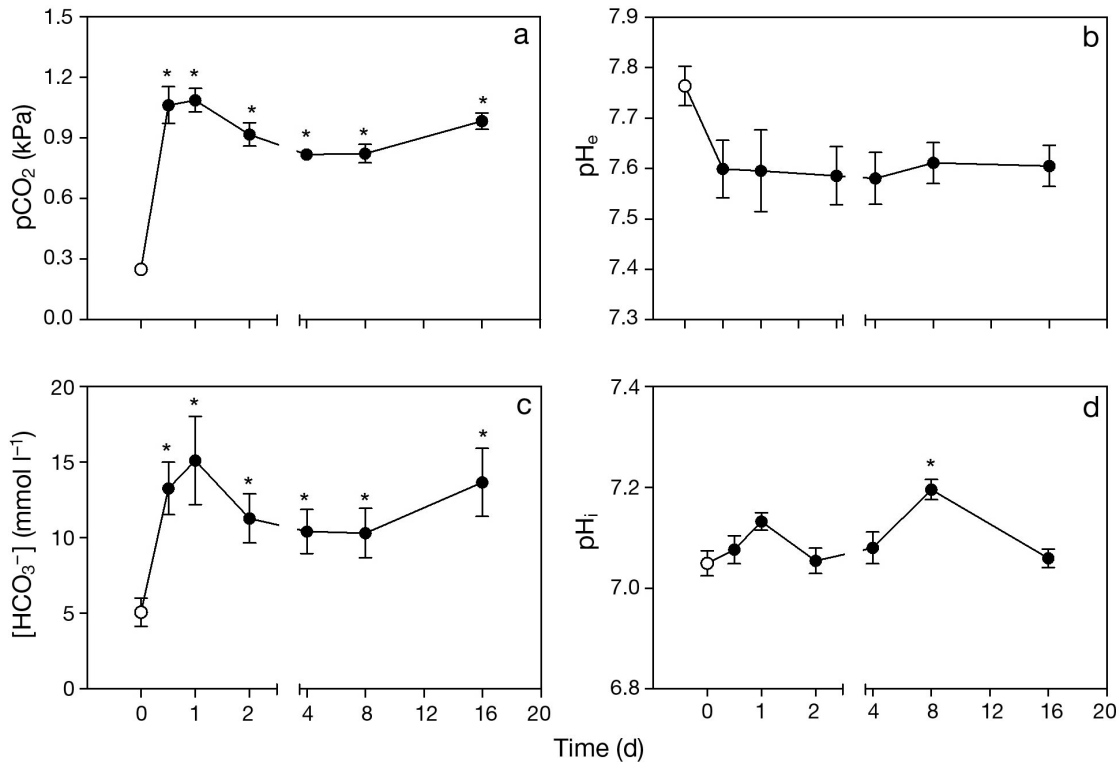 a
pCO₂ (kPa)
1.5
1.2
0.9
0.6
0.3
0.0
* * * * * *
b
pHₑ
7.9
7.8
7.7
7.6
7.5
7.4
7.3
c
[HCO₃⁻] (mmol l⁻¹)
20
15
10
5
0
* * * * * *
0 1 2 4 8 12 16 20
d
pHᵢ
7.4
7.2
7.0
6.8
*
0 1 2 4 8 12 16 20
Time (d)